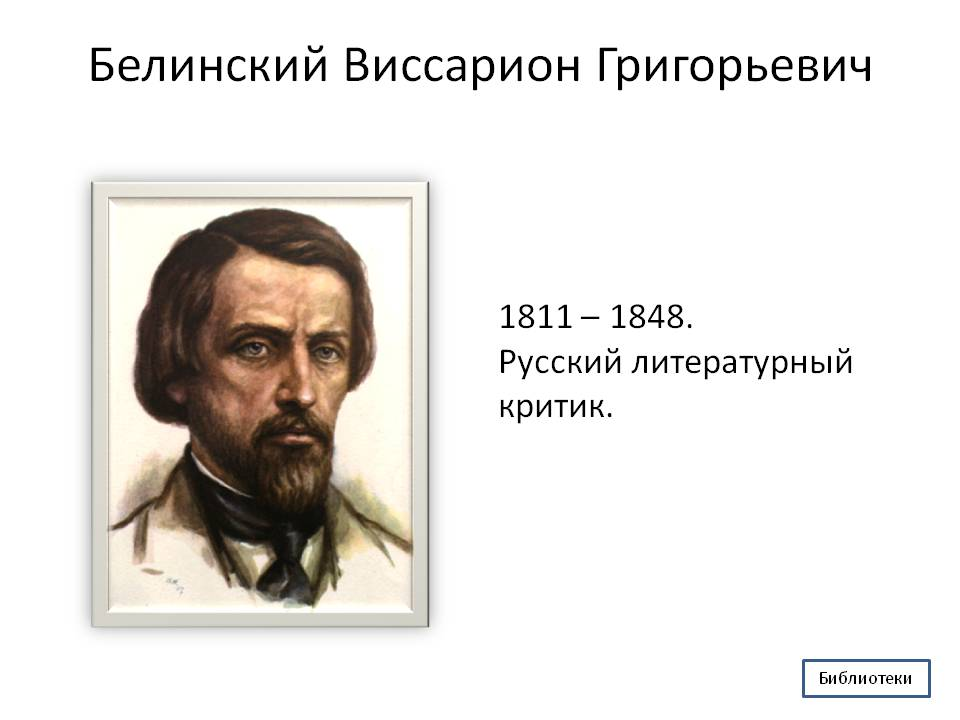 Белинский Виссарион Григорьевич
1811 – 1848.
Русский литературный
критик.
Библиотеки